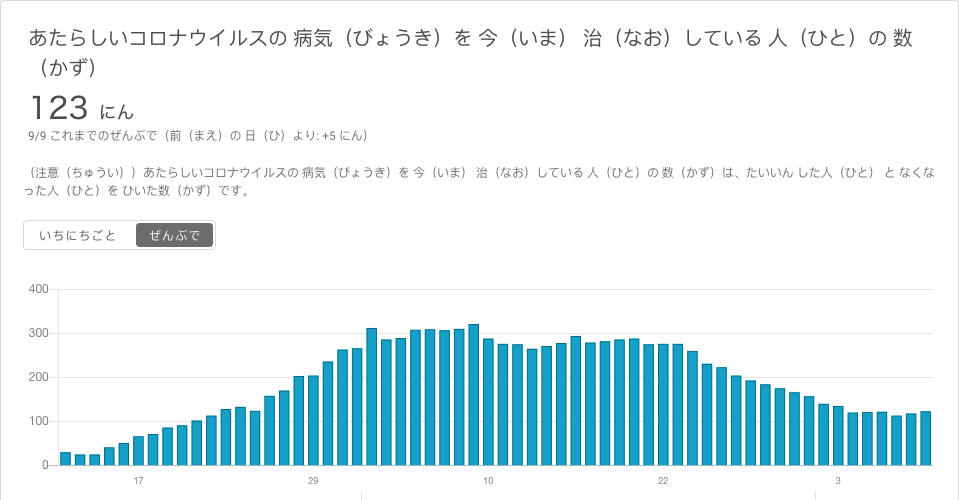 あたらしいコロナウイルスの 病気（びょうき）を 今（いま） 治（なお）している 人（ひと）の 数
（かず）
123 にん
9/9 これまでのぜんぶで（前（まえ）の 日（ひ）より: +5 にん）
（注意（ちゅうい））あたらしいコロナウイルスの 病気（びょうき）を 今（いま） 治（なお）している 人（ひと）の 数（かず）は、たいいん した人（ひと） と なくな
った人（ひと）を ひいた数（かず）です。
いちにちごと ぜんぶで
400
300
200
100
0
17 29 10 22 3